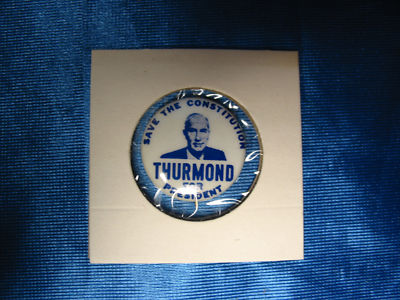 SAVE THE CONSTITUTION
THURMOND
FOR
PRESIDENT